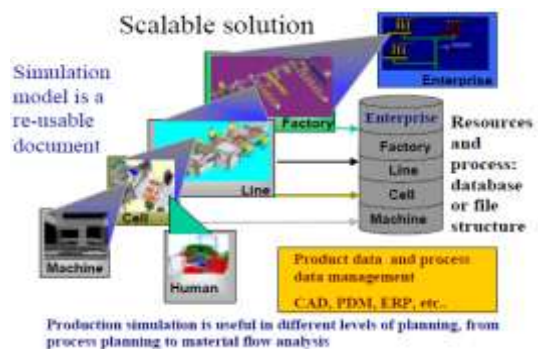 Scalable solution
Simulation
model is a
re-usable
document
Enterprise
Factory
Line
Cell
Machine
Human
Enterprise
Factory
Line
Cell
Machine
Resources
and
process:
database
or file
structure
Product data and process
data management
CAD, PDM, ERP, etc..
Production simulation is useful in different levels of planning, from
process planning to material flow analysis